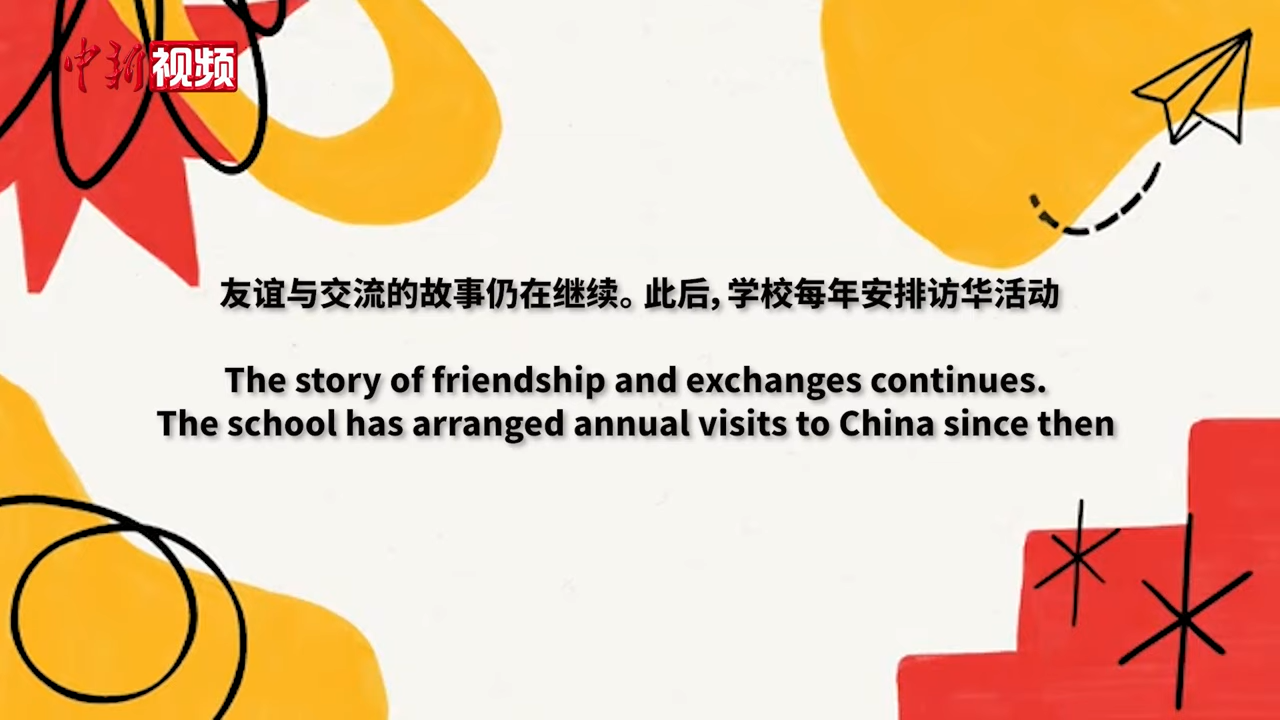 中新视频
友谊与交流的故事仍在继续。此后，学校每年安排访华活动
The story of friendship and exchanges continues.
The school has arranged annual visits to China since then